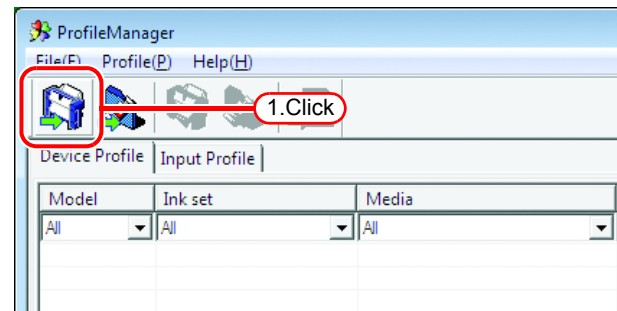 ProfileManager
File(F) Profile(P) Help(H)
1.Click
Device Profile Input Profile
Model Ink set Media
All All All